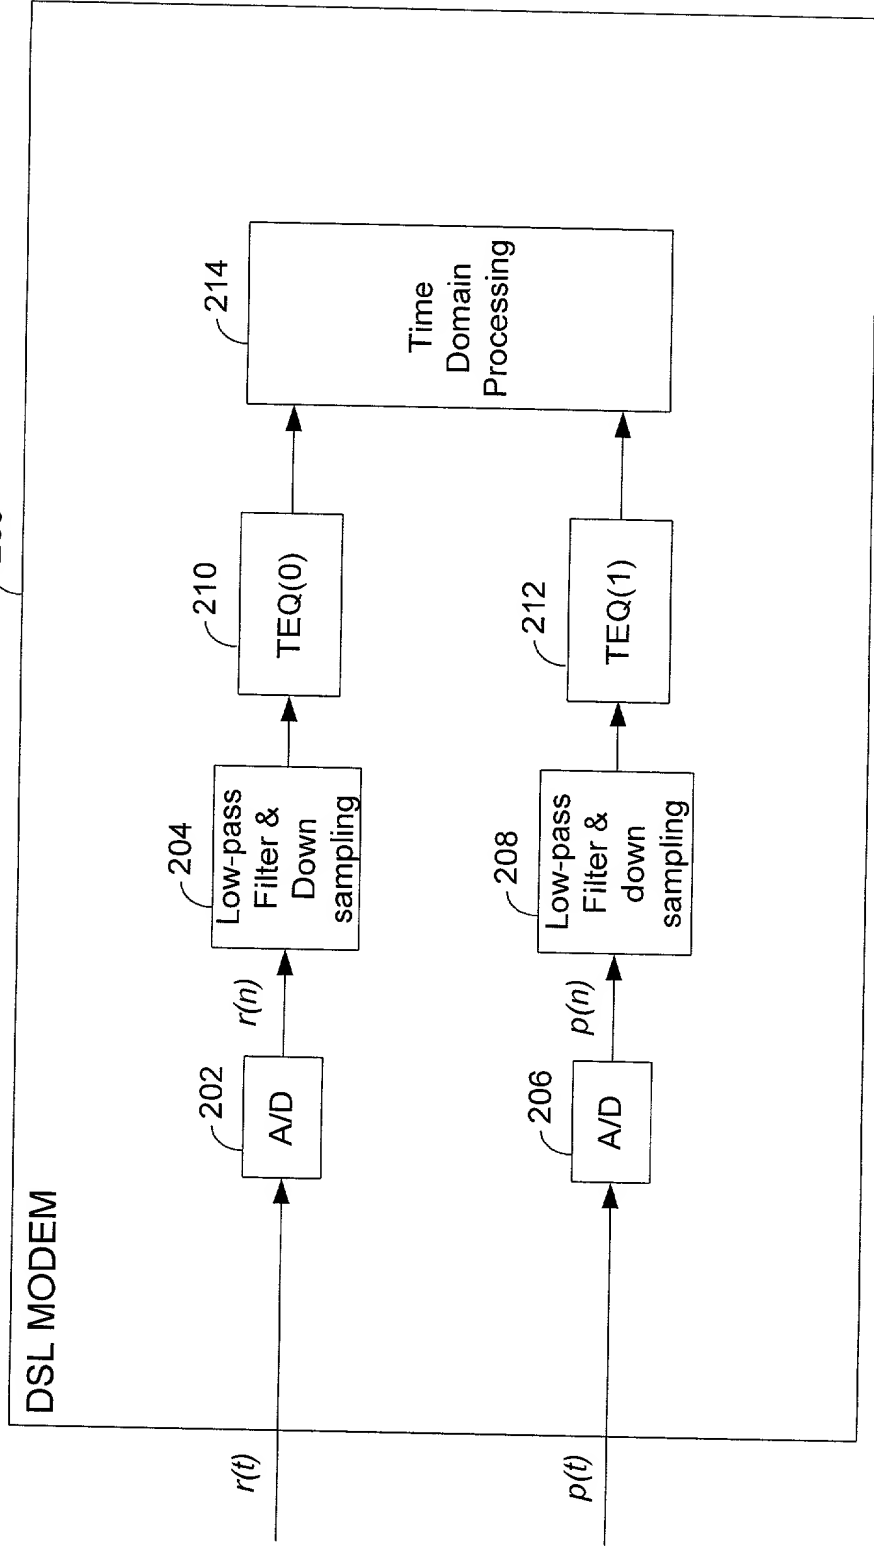 DSL MODEM
r(t)
202
A/D
r(n)
204
Low-pass
Filter &
Down
sampling
210
TEQ(0)
214
Time
Domain
Processing
p(t)
206
A/D
p(n)
208
Low-pass
Filter &
down
sampling
212
TEQ(1)